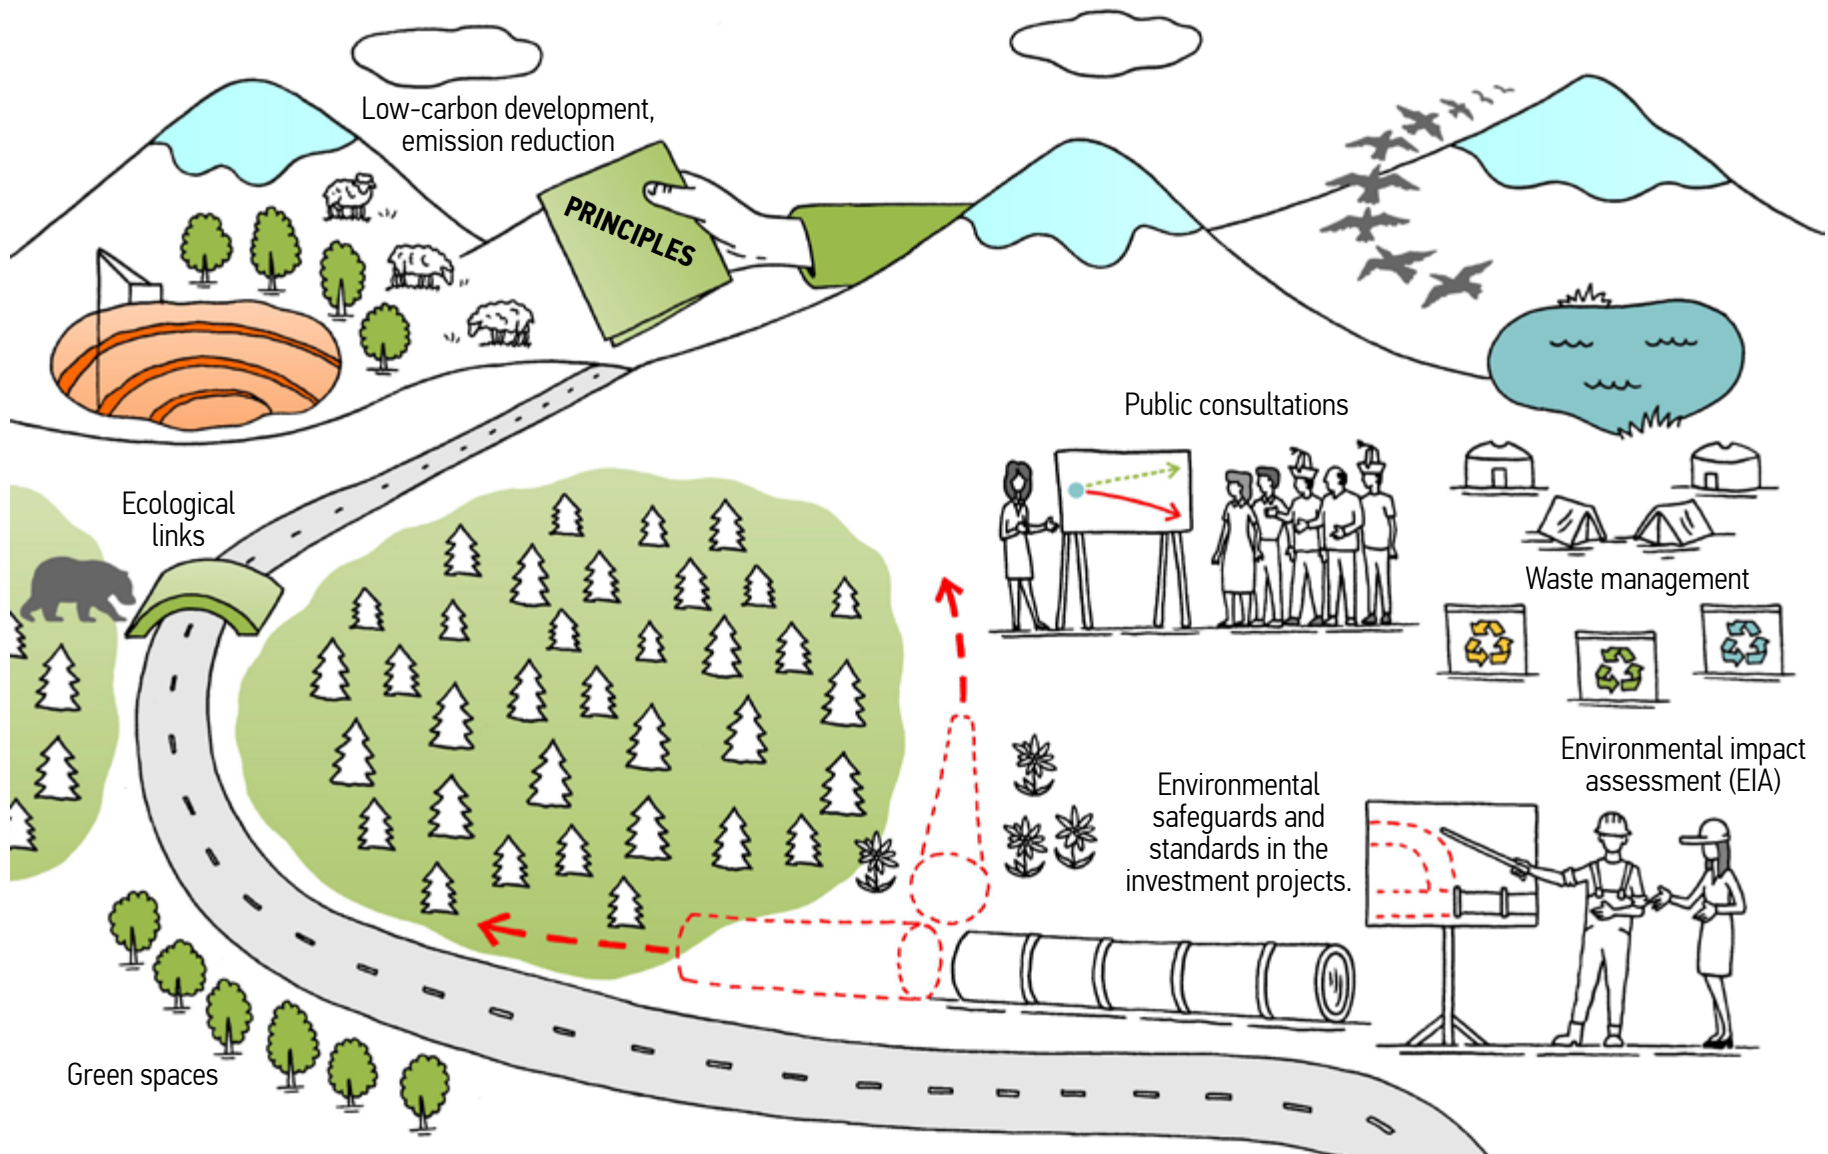 Low-carbon development,
emission reduction
PRINCIPLES
Public consultations
Ecological
links
Waste management
Environmental impact
assessment (EIA)
Environmental
safeguards and
standards in the
investment projects.
Green spaces